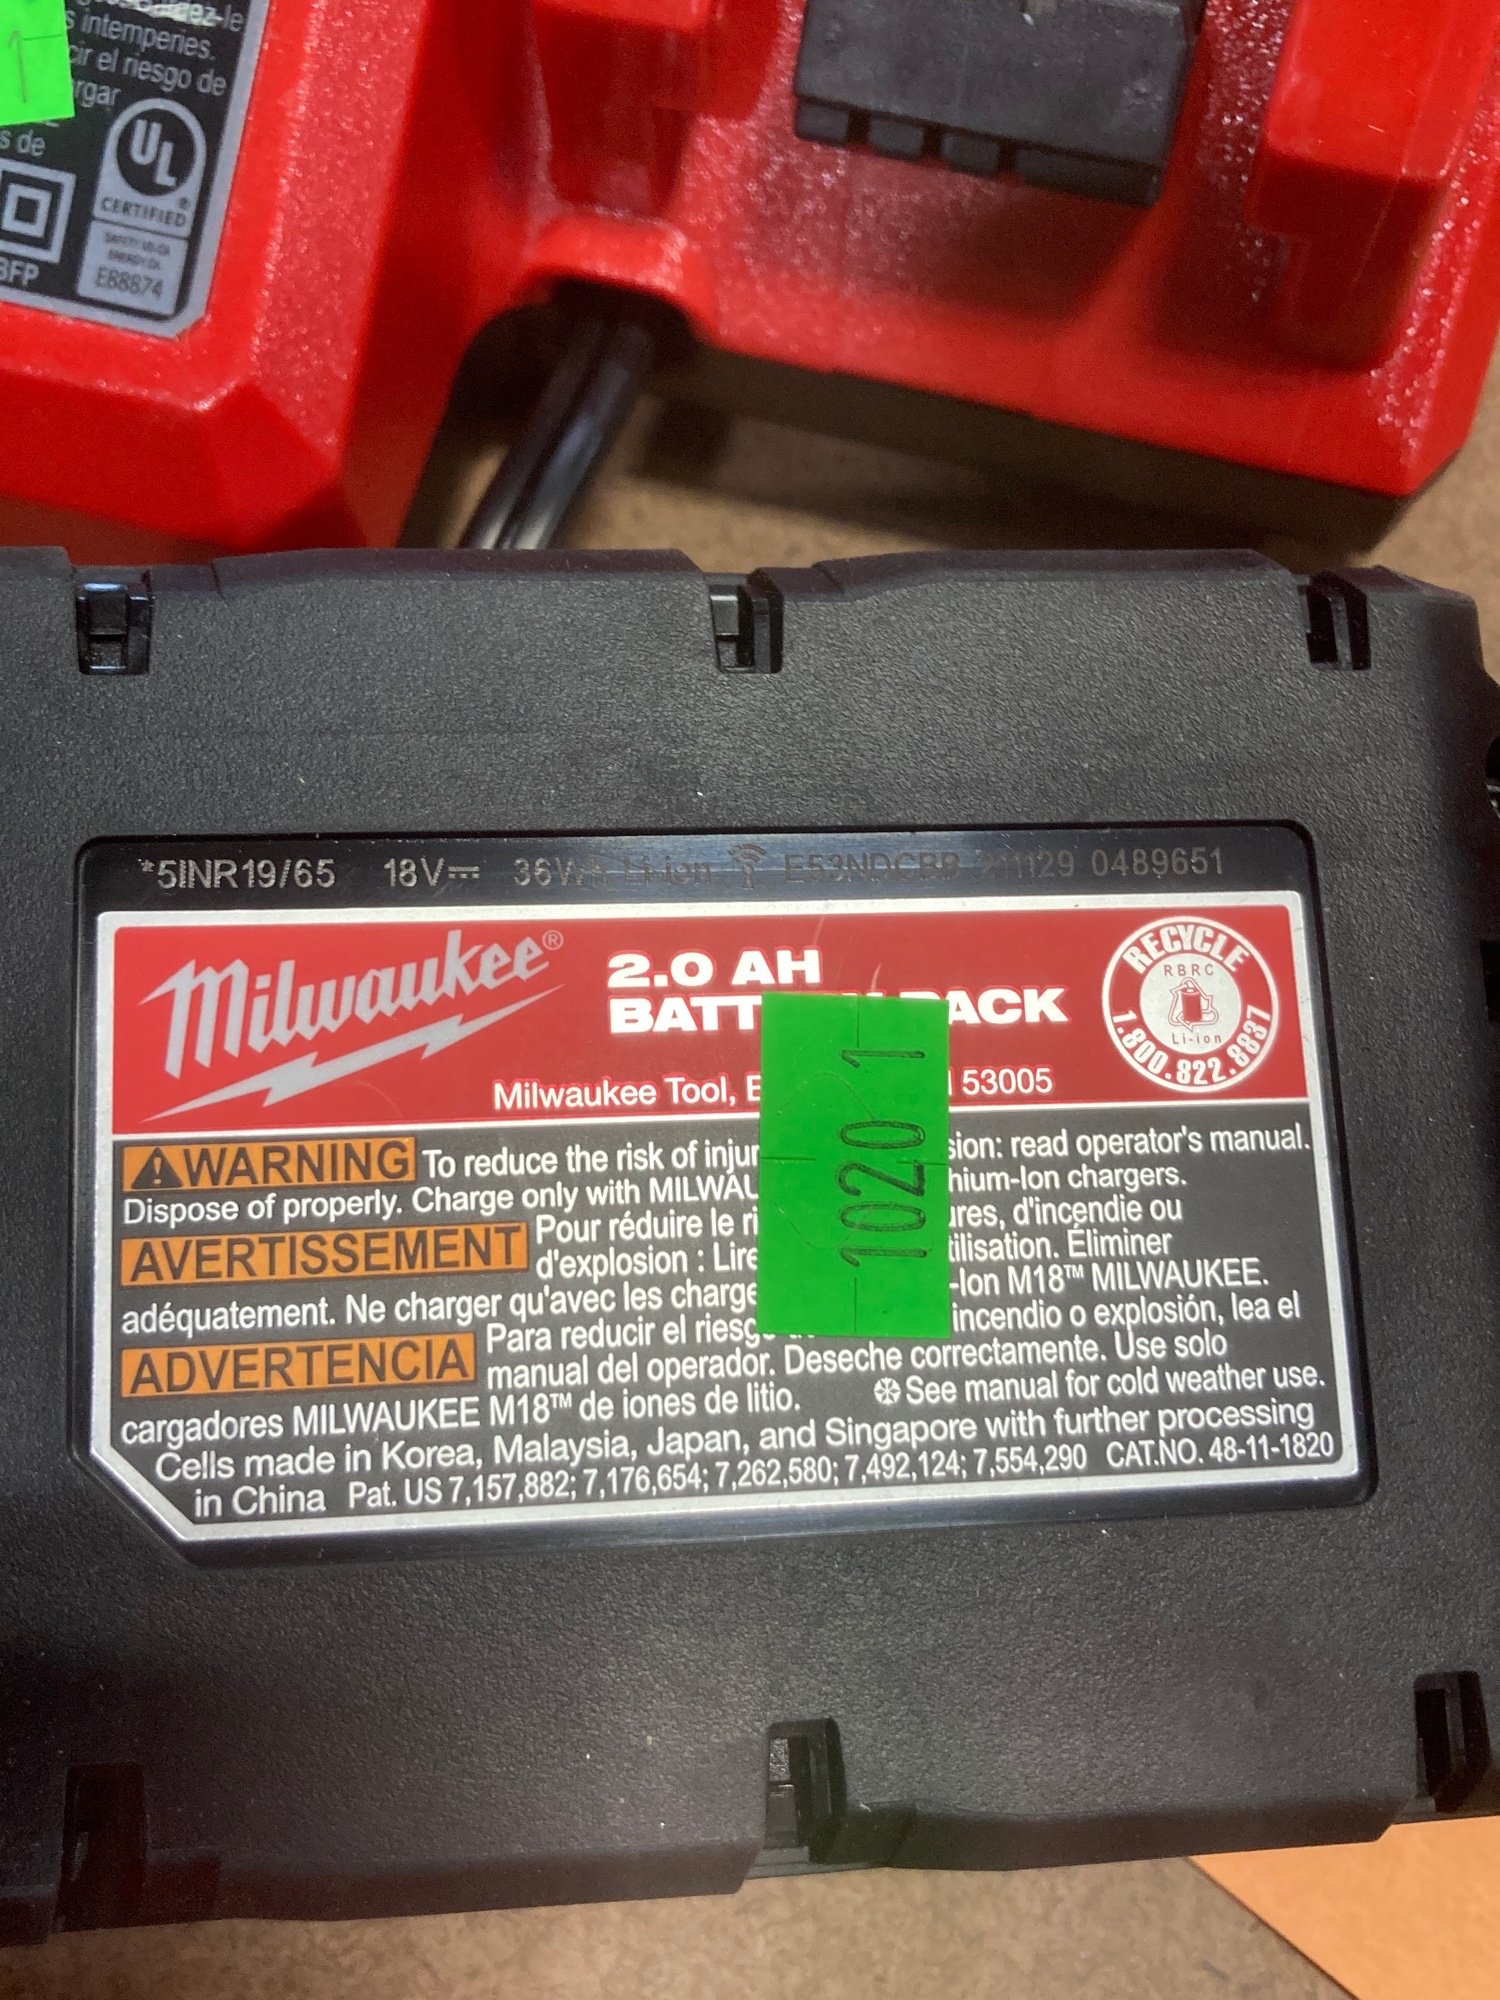 s intemperies.
cir el riesgo de
rgar
s de
UL
®
CERTIFIED
E88874
BFP
1
*5INR19/65 18V 36Wh Li-ion E53NDCBB 211129 0489651
Milwaukee®
2.0 AH
BATT PACK
Milwaukee Tool, 53005
RECYCLE
RBRC
Li-ion
1.800.822.8837
1020 1
WARNING To reduce the risk of injur sion: read operator's manual.
Dispose of properly. Charge only with MILWAU hium-Ion chargers.
AVERTISSEMENT Pour réduire le ri ures, d'incendie ou
d'explosion : Lire tilisation. Éliminer
adéquatement. Ne charger qu'avec les charge -Ion M18™ MILWAUKEE.
ADVERTENCIA Para reducir el riesgo incendio o explosión, lea el
manual del operador. Deseche correctamente. Use solo
cargadores MILWAUKEE M18™ de iones de litio. See manual for cold weather use.
Cells made in Korea, Malaysia, Japan, and Singapore with further processing
in China Pat. US 7,157,882; 7,176,654; 7,262,580; 7,492,124; 7,554,290 CAT.NO. 48-11-1820